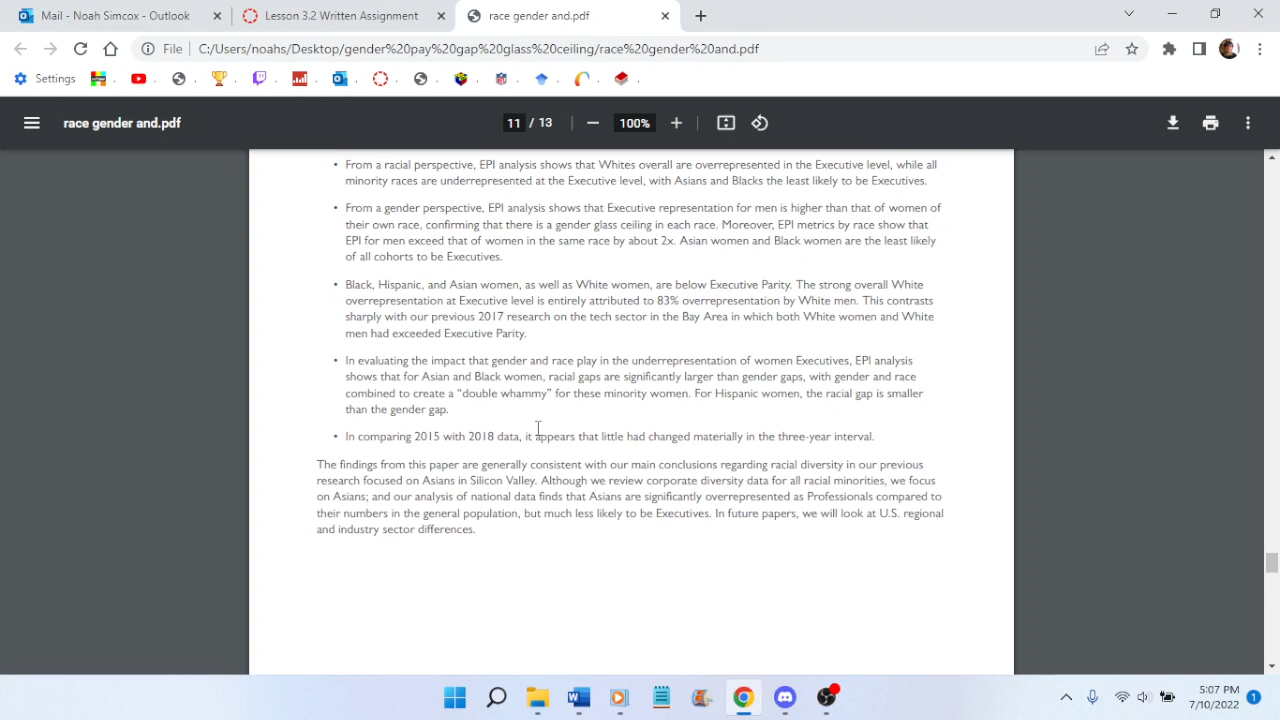 Mail - Noah Simcox - Outlook
Lesson 3.2 Written Assignment
race gender and.pdf
File
C:/Users/noahs/Desktop/gender%20pay%20gap%20glass%20ceiling/race%20gender%20and.pdf
Settings
race gender and.pdf
11 / 13
100%
• From a racial perspective, EPI analysis shows that Whites overall are overrepresented in the Executive level, while all
minority races are underrepresented at the Executive level, with Asians and Blacks the least likely to be Executives.
• From a gender perspective, EPI analysis shows that Executive representation for men is higher than that of women of
their own race, confirming that there is a gender glass ceiling in each race. Moreover, EPI metrics by race show that
EPI for men exceed that of women in the same race by about 2x. Asian women and Black women are the least likely
of all cohorts to be Executives.
• Black, Hispanic, and Asian women, as well as White women, are below Executive Parity. The strong overall White
overrepresentation at Executive level is entirely attributed to 83% overrepresentation by White men. This contrasts
sharply with our previous 2017 research on the tech sector in the Bay Area in which both White women and White
men had exceeded Executive Parity.
• In evaluating the impact that gender and race play in the underrepresentation of women Executives, EPI analysis
shows that for Asian and Black women, racial gaps are significantly larger than gender gaps, with gender and race
combined to create a “double whammy” for these minority women. For Hispanic women, the racial gap is smaller
than the gender gap.
• In comparing 2015 with 2018 data, it appears that little had changed materially in the three-year interval.
The findings from this paper are generally consistent with our main conclusions regarding racial diversity in our previous
research focused on Asians in Silicon Valley. Although we review corporate diversity data for all racial minorities, we focus
on Asians; and our analysis of national data finds that Asians are significantly overrepresented as Professionals compared to
their numbers in the general population, but much less likely to be Executives. In future papers, we will look at U.S. regional
and industry sector differences.
5:07 PM
7/10/2022
1